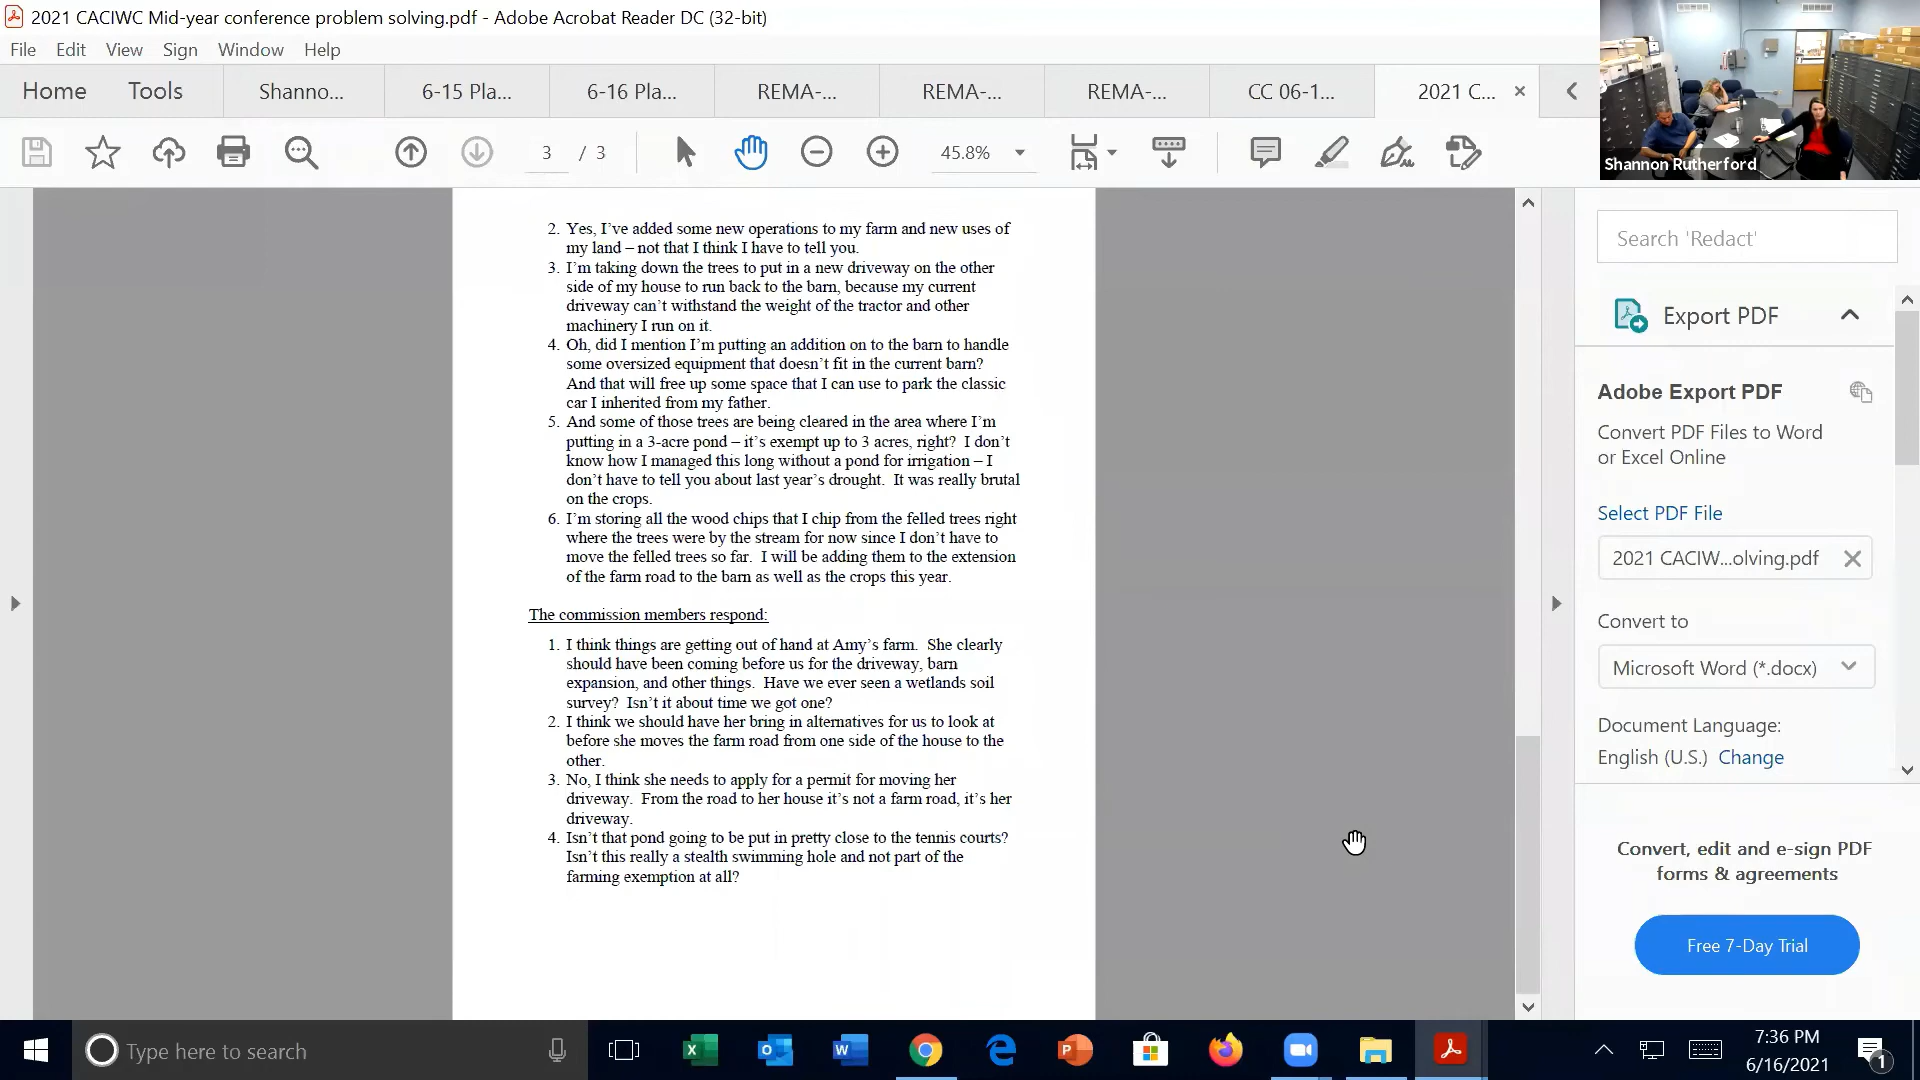 2021 CACIWC Mid-year conference problem solving.pdf - Adobe Acrobat Reader DC (32-bit)
File Edit View Sign Window Help
Home Tools Shanno... 6-15 Pla... 6-16 Pla... REMA-... REMA-... REMA-... CC 06-1... 2021 C...
3 / 3 45.8%
Shannon Rutherford
2. Yes, I’ve added some new operations to my farm and new uses of
my land – not that I think I have to tell you.
3. I’m taking down the trees to put in a new driveway on the other
side of my house to run back to the barn, because my current
driveway can’t withstand the weight of the tractor and other
machinery I run on it.
4. Oh, did I mention I’m putting an addition on to the barn to handle
some oversized equipment that doesn’t fit in the current barn?
And that will free up some space that I can use to park the classic
car I inherited from my father.
5. And some of those trees are being cleared in the area where I’m
putting in a 3-acre pond – it’s exempt up to 3 acres, right? I don’t
know how I managed this long without a pond for irrigation – I
don’t have to tell you about last year’s drought. It was really brutal
on the crops.
6. I’m storing all the wood chips that I chip from the felled trees right
where the trees were by the stream for now since I don’t have to
move the felled trees so far. I will be adding them to the extension
of the farm road to the barn as well as the crops this year.
The commission members respond:
1. I think things are getting out of hand at Amy’s farm. She clearly
should have been coming before us for the driveway, barn
expansion, and other things. Have we ever seen a wetlands soil
survey? Isn’t it about time we got one?
2. I think we should have her bring in alternatives for us to look at
before she moves the farm road from one side of the house to the
other.
3. No, I think she needs to apply for a permit for moving her
driveway. From the road to her house it’s not a farm road, it’s her
driveway.
4. Isn’t that pond going to be put in pretty close to the tennis courts?
Isn’t this really a stealth swimming hole and not part of the
farming exemption at all?
Search 'Redact'
Export PDF
Adobe Export PDF
Convert PDF Files to Word
or Excel Online
Select PDF File
2021 CACIW...olving.pdf
Convert to
Microsoft Word (*.docx)
Document Language:
English (U.S.) Change
Convert, edit and e-sign PDF
forms & agreements
Free 7-Day Trial
Type here to search
7:36 PM
6/16/2021
1